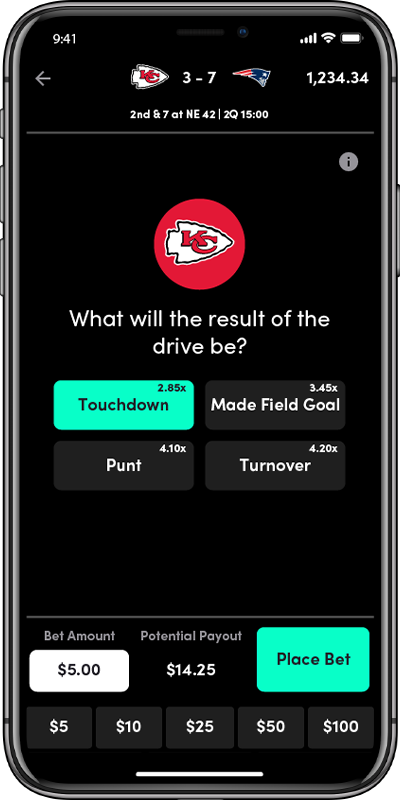 9:41
KC 3 - 7 1,234.34
2nd & 7 at NE 42 | 2Q 15:00
i
KC
What will the result of the
drive be?
2.85x 3.45x
Touchdown Made Field Goal
4.10x 4.20x
Punt Turnover
Bet Amount Potential Payout
$5.00 $14.25 Place Bet
$5 $10 $25 $50 $100